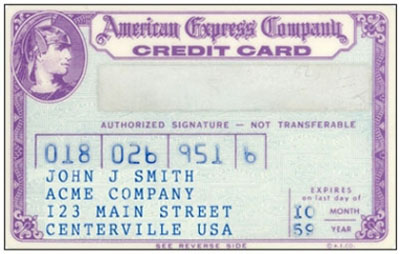 American Express Company
CREDIT CARD
AUTHORIZED SIGNATURE — NOT TRANSFERABLE
018 026 951 6
JOHN J SMITH
ACME COMPANY
123 MAIN STREET
CENTERVILLE USA
EXPIRES
on last day of
10 MONTH
59 YEAR
SEE REVERSE SIDE